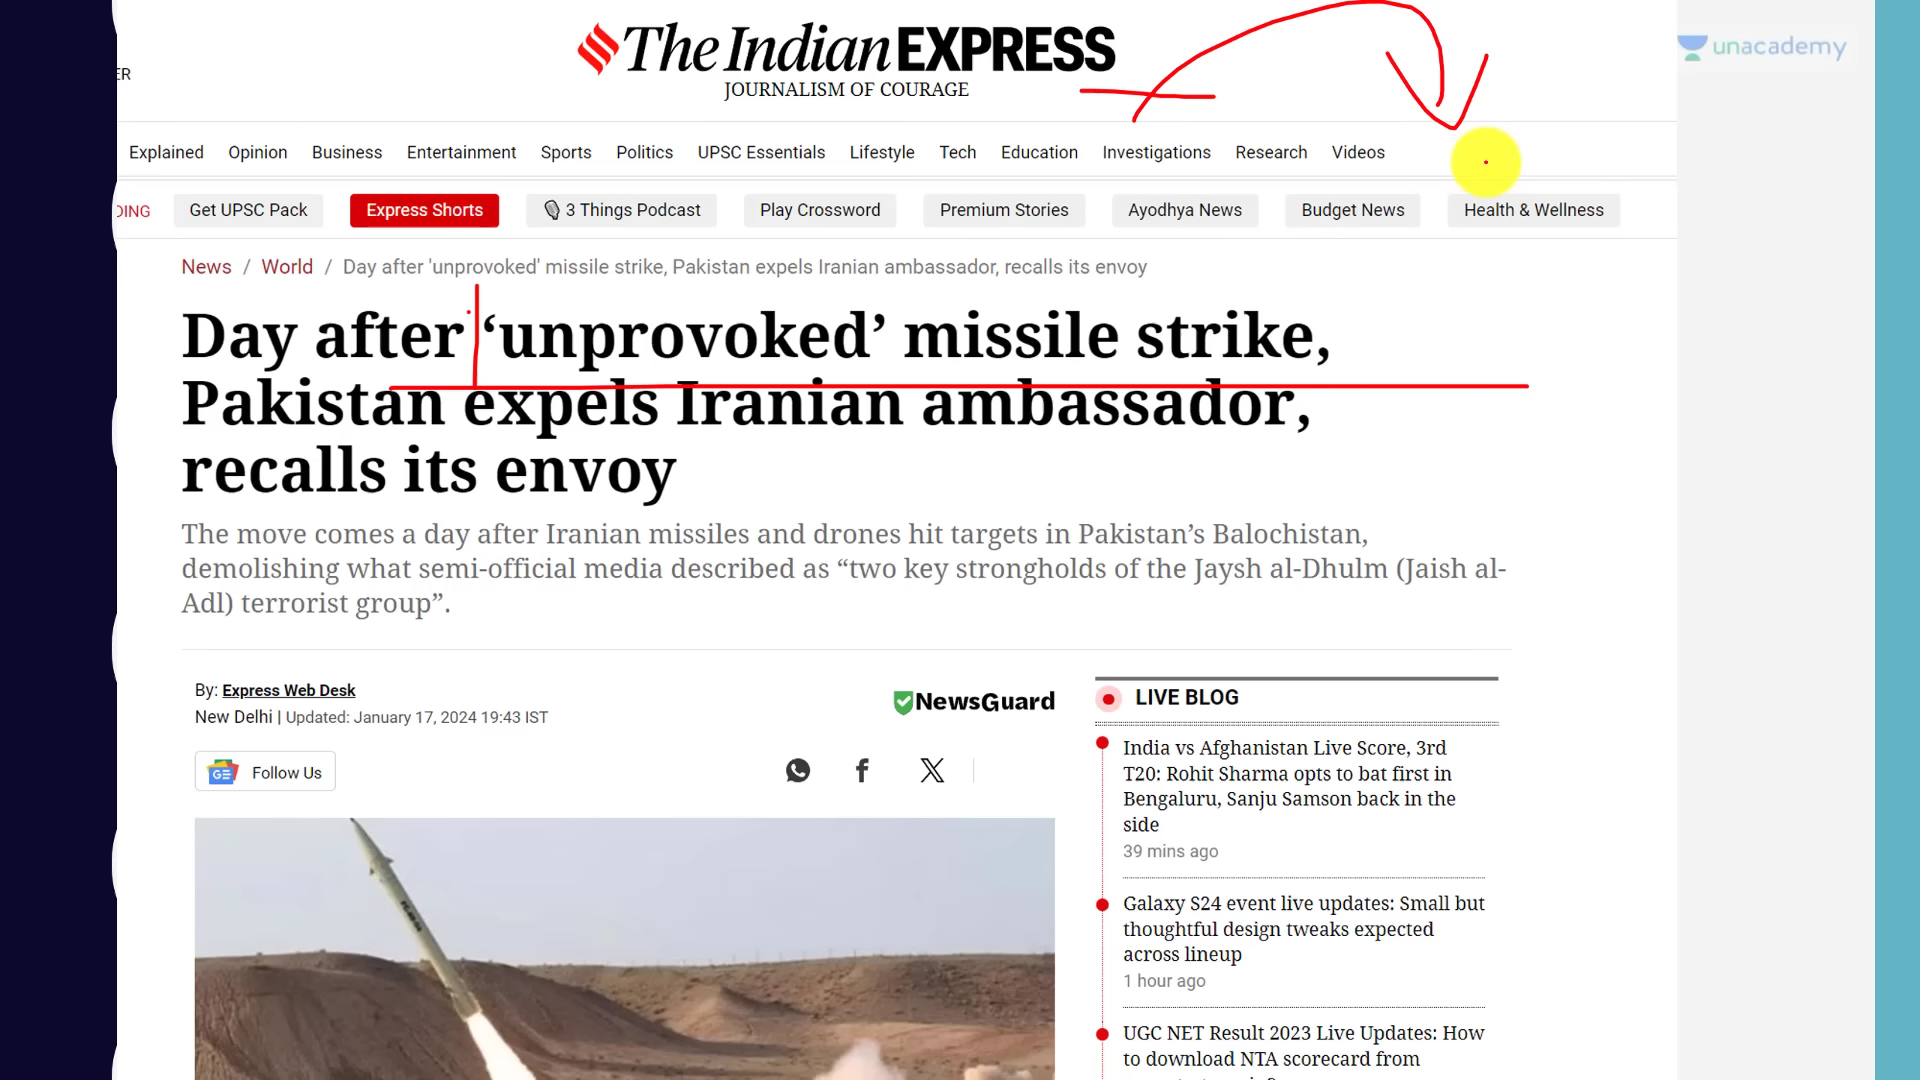 The Indian EXPRESS
JOURNALISM OF COURAGE
unacademy
ER
Explained Opinion Business Entertainment Sports Politics UPSC Essentials Lifestyle Tech Education Investigations Research Videos
DING Get UPSC Pack Express Shorts 3 Things Podcast Play Crossword Premium Stories Ayodhya News Budget News Health & Wellness
News / World / Day after 'unprovoked' missile strike, Pakistan expels Iranian ambassador, recalls its envoy
Day after ‘unprovoked’ missile strike,
Pakistan expels Iranian ambassador,
recalls its envoy
The move comes a day after Iranian missiles and drones hit targets in Pakistan’s Balochistan,
demolishing what semi-official media described as “two key strongholds of the Jaysh al-Dhulm (Jaish al-
Adl) terrorist group”.
By: Express Web Desk
New Delhi | Updated: January 17, 2024 19:43 IST
NewsGuard
GE Follow Us
LIVE BLOG
India vs Afghanistan Live Score, 3rd
T20: Rohit Sharma opts to bat first in
Bengaluru, Sanju Samson back in the
side
39 mins ago
Galaxy S24 event live updates: Small but
thoughtful design tweaks expected
across lineup
1 hour ago
UGC NET Result 2023 Live Updates: How
to download NTA scorecard from